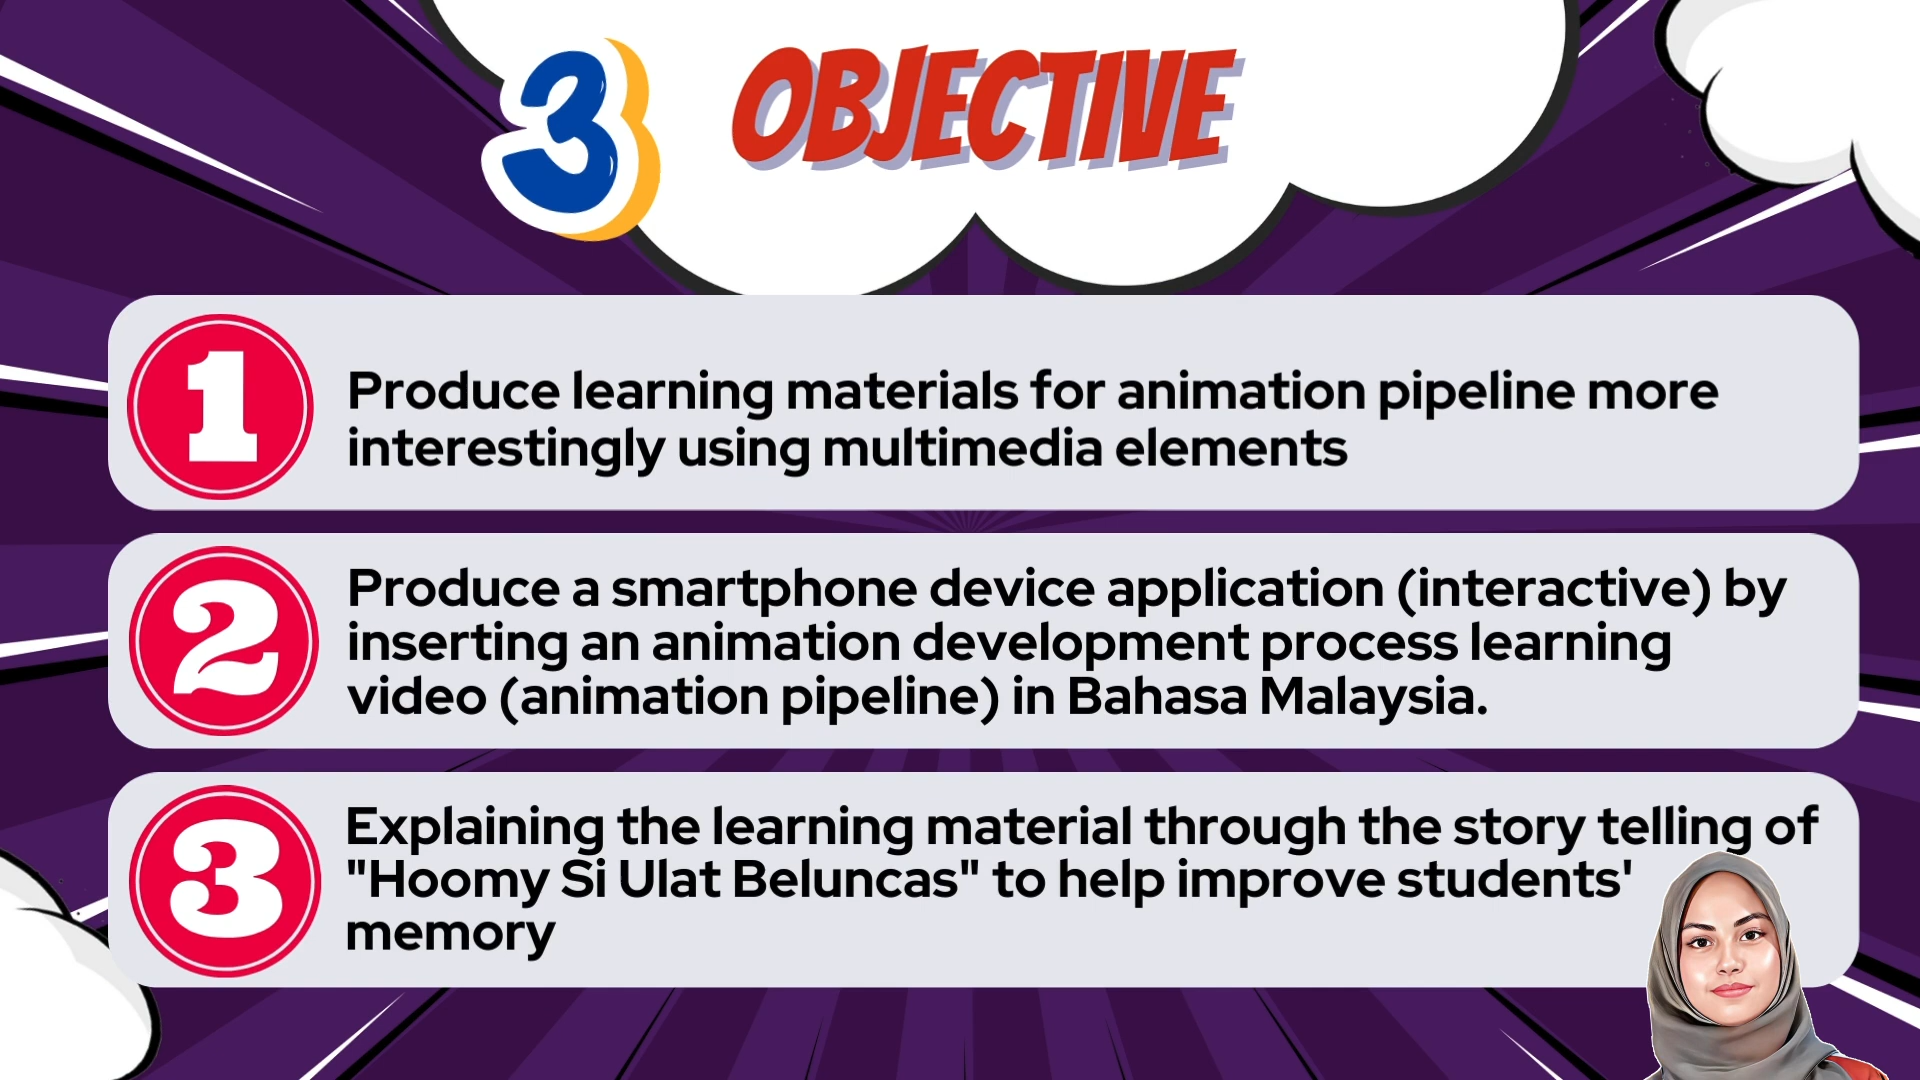 3 OBJECTIVE
1
Produce learning materials for animation pipeline more
interestingly using multimedia elements
2
Produce a smartphone device application (interactive) by
inserting an animation development process learning
video (animation pipeline) in Bahasa Malaysia.
3
Explaining the learning material through the story telling of
"Hoomy Si Ulat Beluncas" to help improve students'
memory